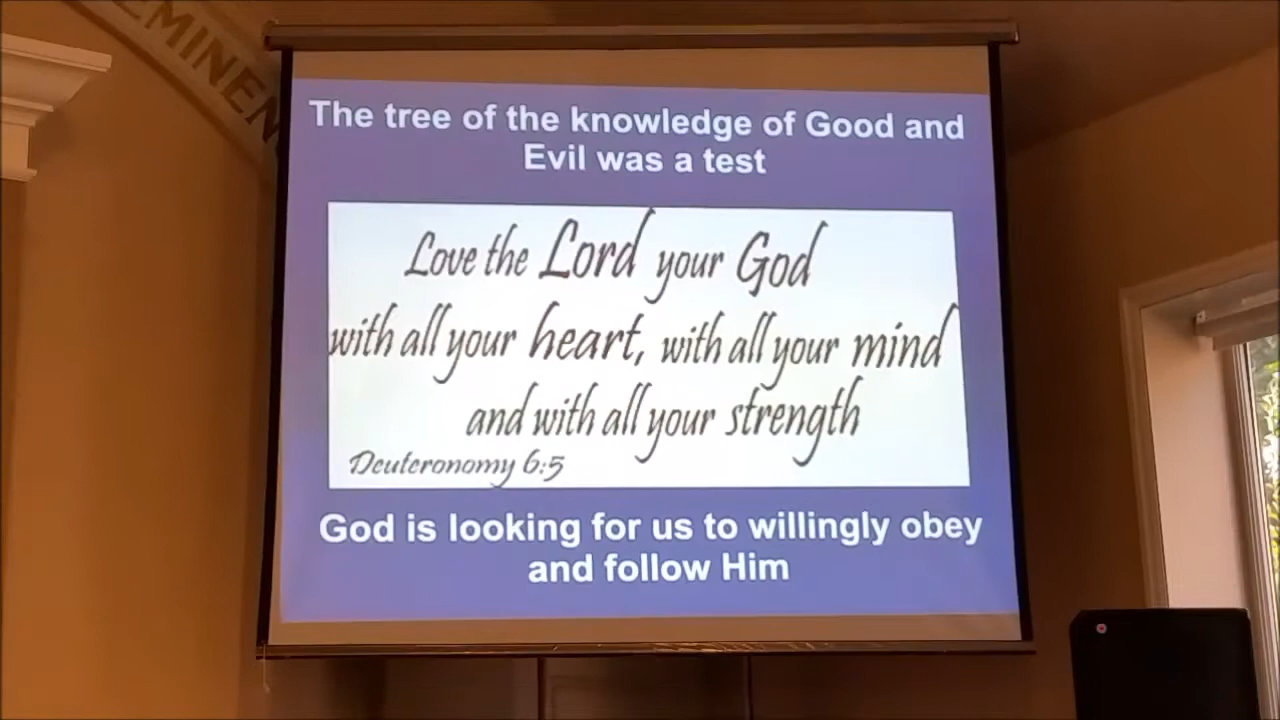 EMINEN
The tree of the knowledge of Good and
Evil was a test
Love the Lord your God
with all your heart, with all your mind
and with all your strength
Deuteronomy 6:5
God is looking for us to willingly obey
and follow Him